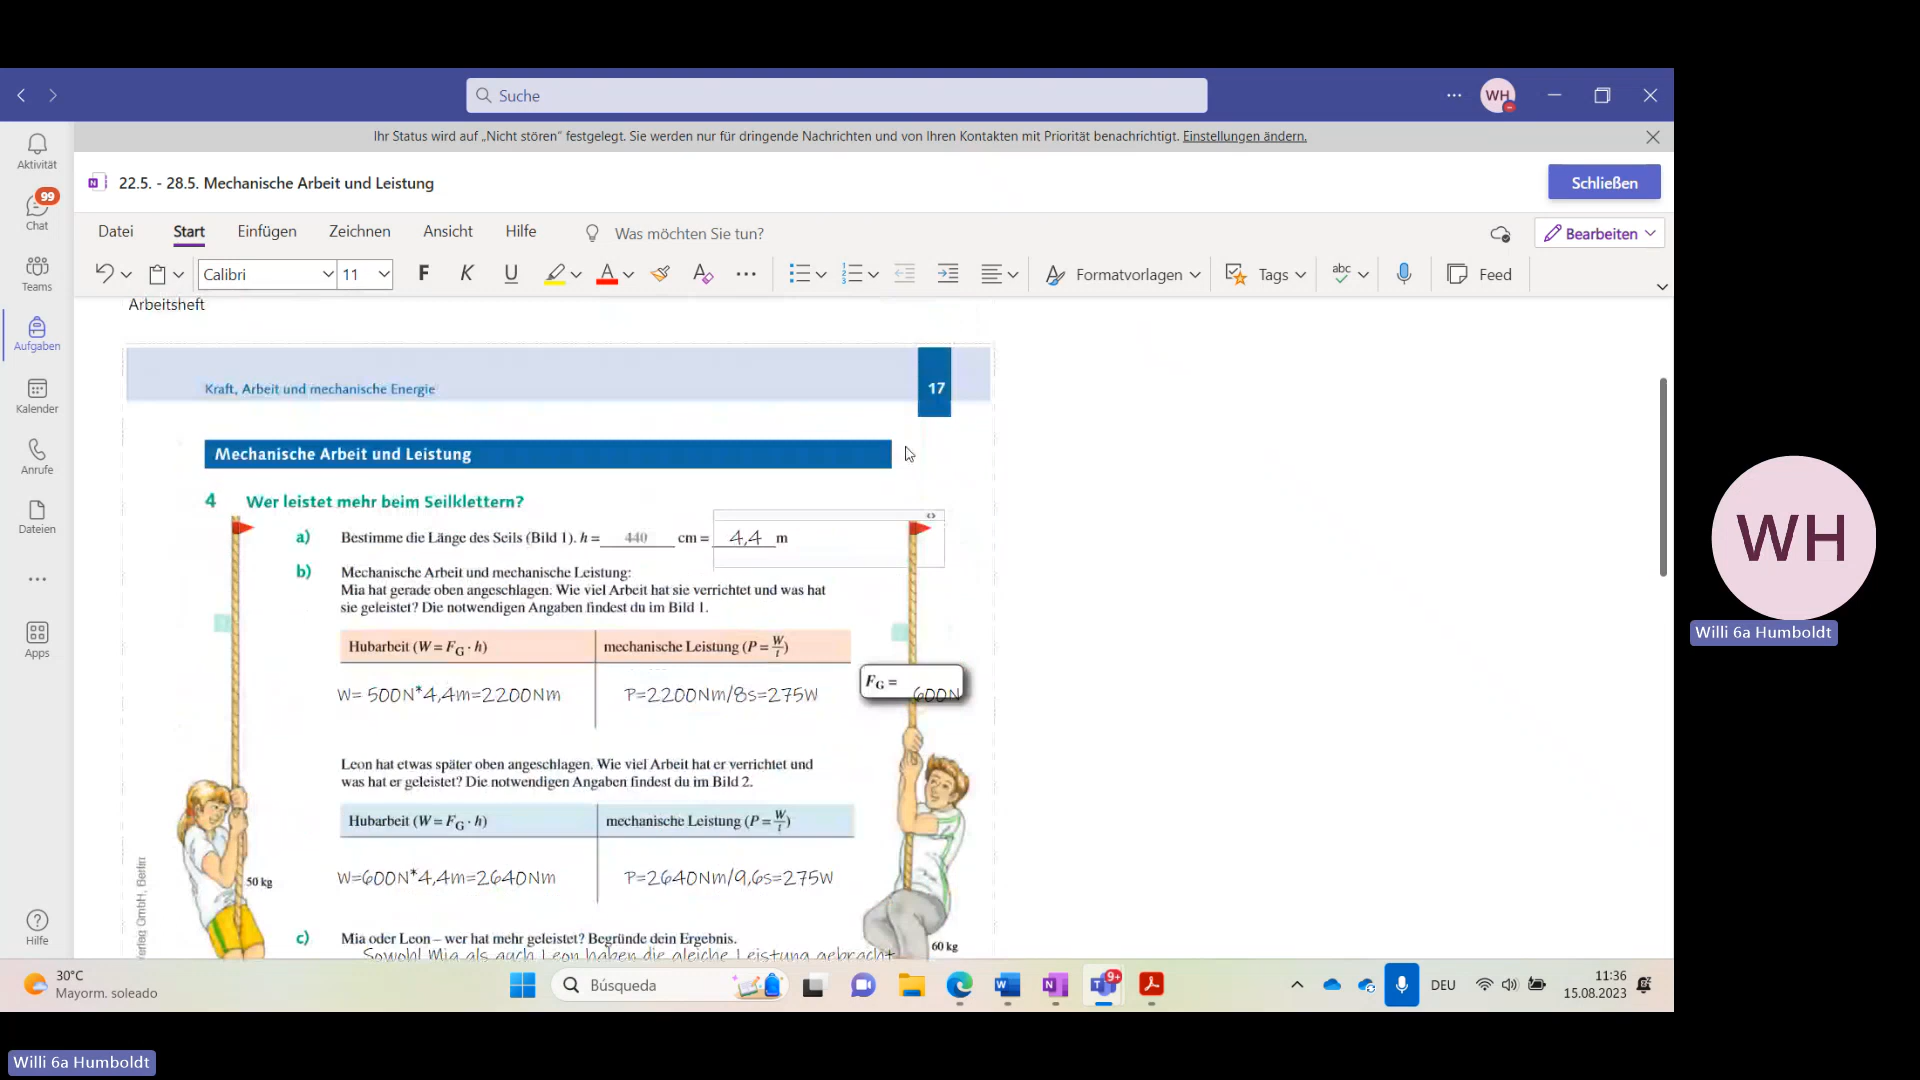 Suche
WH
Ihr Status wird auf „Nicht stören" festgelegt. Sie werden nur für dringende Nachrichten und von Ihren Kontakten mit Priorität benachrichtigt. Einstellungen ändern.
Aktivität
99
Chat
Teams
Aufgaben
Kalender
Anrufe
Dateien
Apps
Hilfe
22.5. - 28.5. Mechanische Arbeit und Leistung
Schließen
Datei Start Einfügen Zeichnen Ansicht Hilfe Was möchten Sie tun? Bearbeiten
Calibri 11 F K U A Formatvorlagen Tags abc Feed
Arbeitsheft
Kraft, Arbeit und mechanische Energie 17
Mechanische Arbeit und Leistung
4 Wer leistet mehr beim Seilklettern?
a) Bestimme die Länge des Seils (Bild 1). h = 440 cm = 4,4 m
b) Mechanische Arbeit und mechanische Leistung:
Mia hat gerade oben angeschlagen. Wie viel Arbeit hat sie verrichtet und was hat
sie geleistet? Die notwendigen Angaben findest du im Bild 1.
Hubarbeit (W = F_G · h) mechanische Leistung (P = W/t)
F_G = 600N
W= 500N*4,4m=2200Nm P=2200Nm/8s=275W
Leon hat etwas später oben angeschlagen. Wie viel Arbeit hat er verrichtet und
was hat er geleistet? Die notwendigen Angaben findest du im Bild 2.
Hubarbeit (W = F_G · h) mechanische Leistung (P = W/t)
W=600N*4,4m=2640Nm P=2640Nm/9,6s=275W
50 kg
60 kg
c) Mia oder Leon – wer hat mehr geleistet? Begründe dein Ergebnis.
Sowohl Mia als auch Leon haben die gleiche Leistung gebracht
erlag GmbH, Berlin
WH
Willi 6a Humboldt
30°C
Mayorm. soleado
Búsqueda
9+
DEU
11:36
15.08.2023
Willi 6a Humboldt